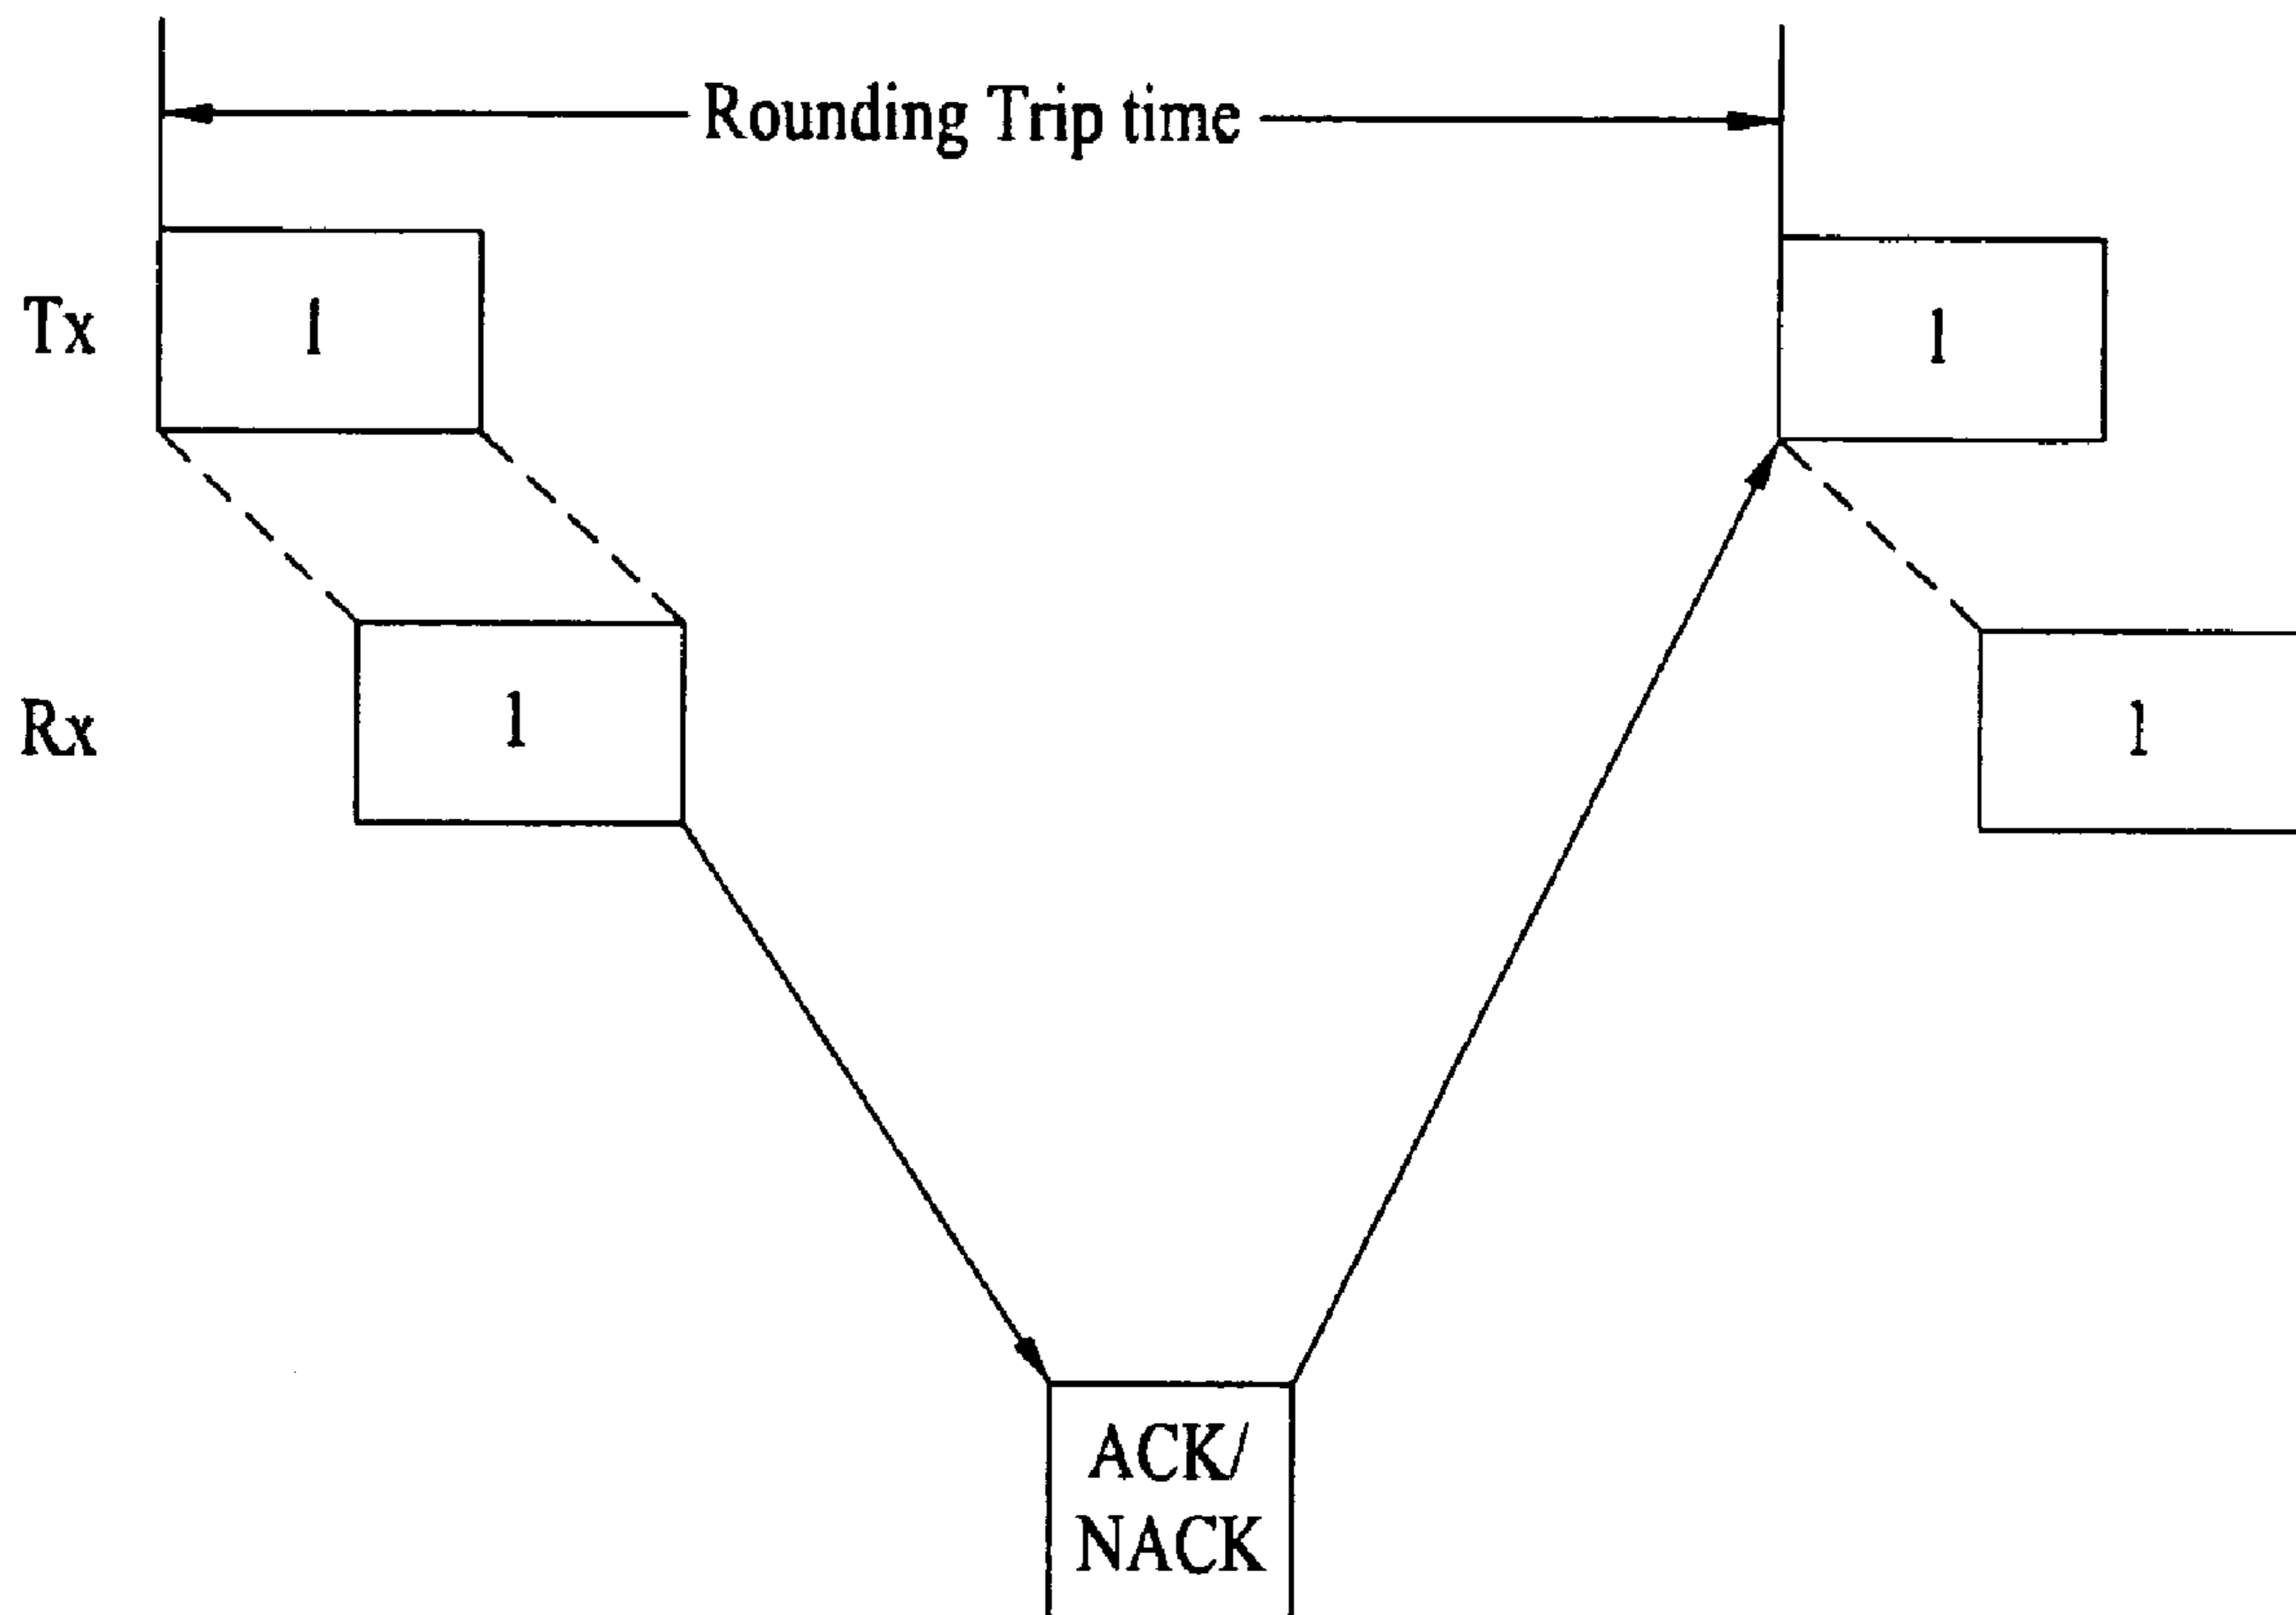 Rounding Trip time
Tx
1
1
Rx
1
1
ACK/
NACK